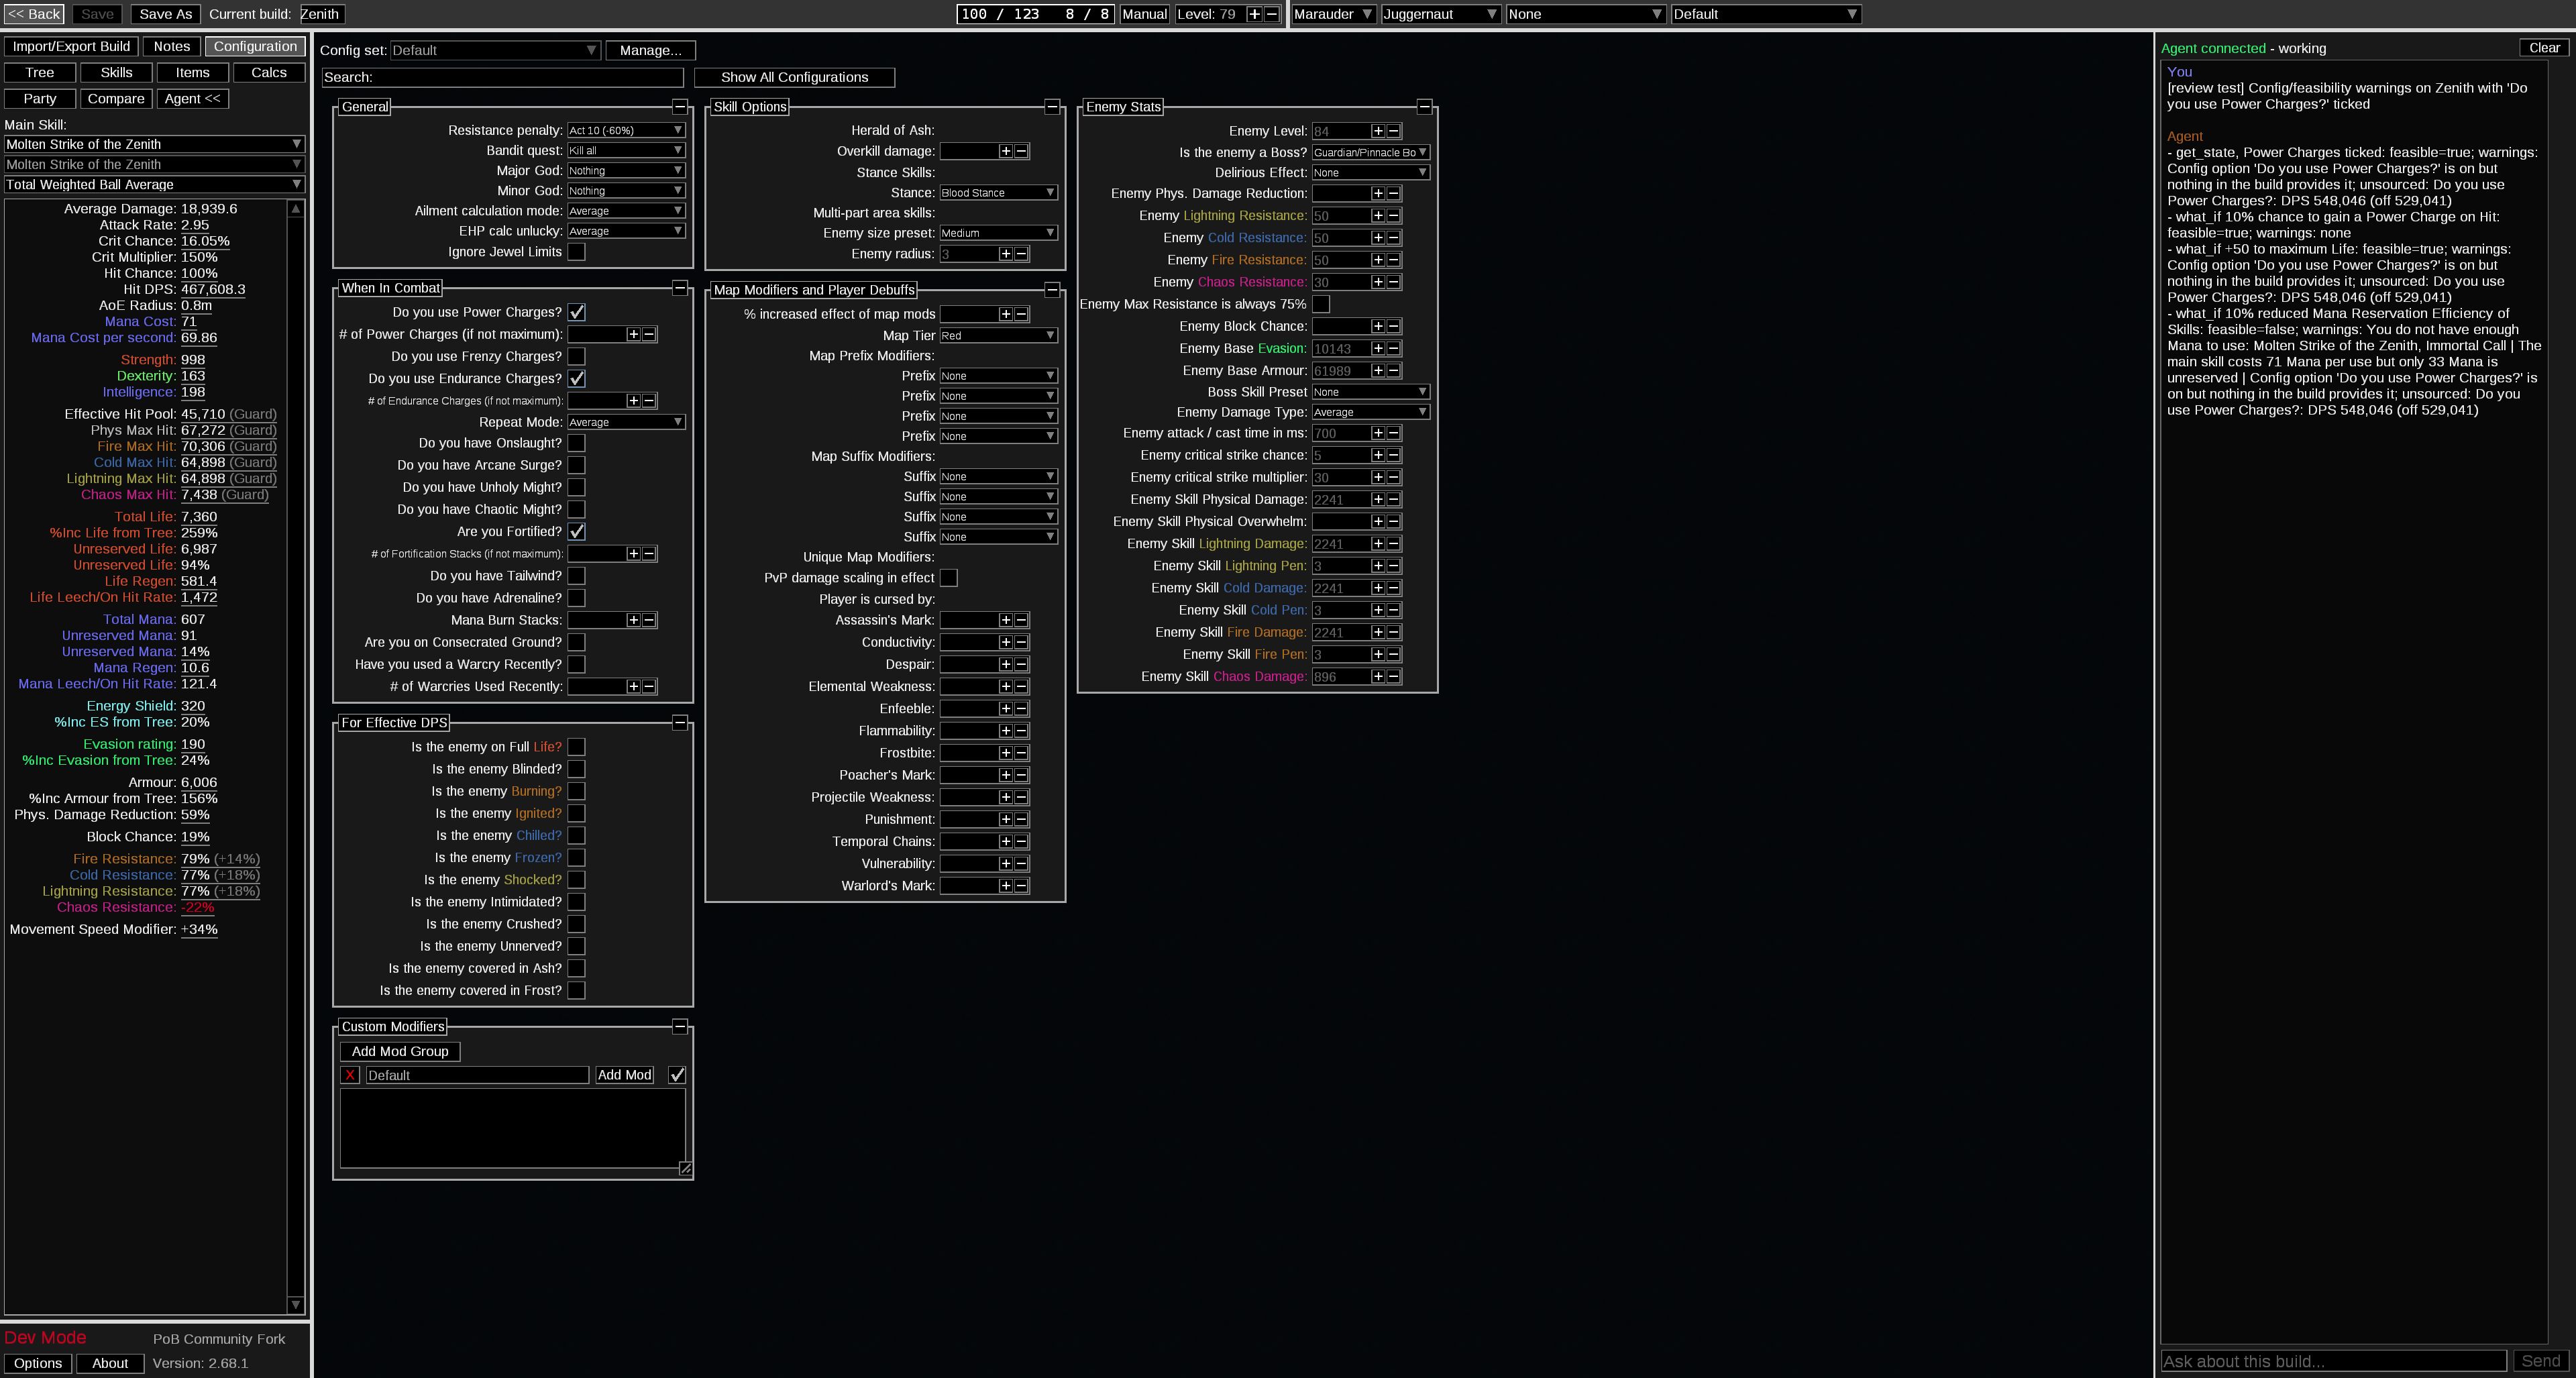 << Back Save Save As Current build: Zenith 100 / 123 8 / 8 Manual Level: 79 Marauder Juggernaut None Default
Import/Export Build Notes Configuration
Tree Skills Items Calcs
Party Compare Agent <<
Main Skill:
Molten Strike of the Zenith
Molten Strike of the Zenith
Total Weighted Ball Average
Average Damage: 18,939.6
Attack Rate: 2.95
Crit Chance: 16.05%
Crit Multiplier: 150%
Hit Chance: 100%
Hit DPS: 467,608.3
AoE Radius: 0.8m
Mana Cost: 71
Mana Cost per second: 69.86
Strength: 998
Dexterity: 163
Intelligence: 198
Effective Hit Pool: 45,710 (Guard)
Phys Max Hit: 67,272 (Guard)
Fire Max Hit: 70,306 (Guard)
Cold Max Hit: 64,898 (Guard)
Lightning Max Hit: 64,898 (Guard)
Chaos Max Hit: 7,438 (Guard)
Total Life: 7,360
%Inc Life from Tree: 259%
Unreserved Life: 6,987
Unreserved Life: 94%
Life Regen: 581.4
Life Leech/On Hit Rate: 1,472
Total Mana: 607
Unreserved Mana: 91
Unreserved Mana: 14%
Mana Regen: 10.6
Mana Leech/On Hit Rate: 121.4
Energy Shield: 320
%Inc ES from Tree: 20%
Evasion rating: 190
%Inc Evasion from Tree: 24%
Armour: 6,006
%Inc Armour from Tree: 156%
Phys. Damage Reduction: 59%
Block Chance: 19%
Fire Resistance: 79% (+14%)
Cold Resistance: 77% (+18%)
Lightning Resistance: 77% (+18%)
Chaos Resistance: -22%
Movement Speed Modifier: +34%
Dev Mode PoB Community Fork
Options About Version: 2.68.1
Config set: Default Manage...
Search: Show All Configurations
General
Resistance penalty: Act 10 (-60%)
Bandit quest: Kill all
Major God: Nothing
Minor God: Nothing
Ailment calculation mode: Average
EHP calc unlucky: Average
Ignore Jewel Limits
When In Combat
Do you use Power Charges?
# of Power Charges (if not maximum):
Do you use Frenzy Charges?
Do you use Endurance Charges?
# of Endurance Charges (if not maximum):
Repeat Mode: Average
Do you have Onslaught?
Do you have Arcane Surge?
Do you have Unholy Might?
Do you have Chaotic Might?
Are you Fortified?
# of Fortification Stacks (if not maximum):
Do you have Tailwind?
Do you have Adrenaline?
Mana Burn Stacks:
Are you on Consecrated Ground?
Have you used a Warcry Recently?
# of Warcries Used Recently:
For Effective DPS
Is the enemy on Full Life?
Is the enemy Blinded?
Is the enemy Burning?
Is the enemy Ignited?
Is the enemy Chilled?
Is the enemy Frozen?
Is the enemy Shocked?
Is the enemy Intimidated?
Is the enemy Crushed?
Is the enemy Unnerved?
Is the enemy covered in Ash?
Is the enemy covered in Frost?
Custom Modifiers
Add Mod Group
X Default Add Mod
Skill Options
Herald of Ash:
Overkill damage:
Stance Skills:
Stance: Blood Stance
Multi-part area skills:
Enemy size preset: Medium
Enemy radius: 3
Map Modifiers and Player Debuffs
% increased effect of map mods
Map Tier Red
Map Prefix Modifiers:
Prefix None
Prefix None
Prefix None
Prefix None
Map Suffix Modifiers:
Suffix None
Suffix None
Suffix None
Suffix None
Unique Map Modifiers:
PvP damage scaling in effect
Player is cursed by:
Assassin's Mark:
Conductivity:
Despair:
Elemental Weakness:
Enfeeble:
Flammability:
Frostbite:
Poacher's Mark:
Projectile Weakness:
Punishment:
Temporal Chains:
Vulnerability:
Warlord's Mark:
Enemy Stats
Enemy Level: 84
Is the enemy a Boss? Guardian/Pinnacle Bo
Delirious Effect: None
Enemy Phys. Damage Reduction:
Enemy Lightning Resistance: 50
Enemy Cold Resistance: 50
Enemy Fire Resistance: 50
Enemy Chaos Resistance: 30
Enemy Max Resistance is always 75%
Enemy Block Chance:
Enemy Base Evasion: 10143
Enemy Base Armour: 61989
Boss Skill Preset None
Enemy Damage Type: Average
Enemy attack / cast time in ms: 700
Enemy critical strike chance: 5
Enemy critical strike multiplier: 30
Enemy Skill Physical Damage: 2241
Enemy Skill Physical Overwhelm:
Enemy Skill Lightning Damage: 2241
Enemy Skill Lightning Pen: 3
Enemy Skill Cold Damage: 2241
Enemy Skill Cold Pen: 3
Enemy Skill Fire Damage: 2241
Enemy Skill Fire Pen: 3
Enemy Skill Chaos Damage: 896
Agent connected - working Clear
You
[review test] Config/feasibility warnings on Zenith with 'Do
you use Power Charges?' ticked
Agent
- get_state, Power Charges ticked: feasible=true; warnings:
Config option 'Do you use Power Charges?' is on but
nothing in the build provides it; unsourced: Do you use
Power Charges?: DPS 548,046 (off 529,041)
- what_if 10% chance to gain a Power Charge on Hit:
feasible=true; warnings: none
- what_if +50 to maximum Life: feasible=true; warnings:
Config option 'Do you use Power Charges?' is on but
nothing in the build provides it; unsourced: Do you use
Power Charges?: DPS 548,046 (off 529,041)
- what_if 10% reduced Mana Reservation Efficiency of
Skills: feasible=false; warnings: You do not have enough
Mana to use: Molten Strike of the Zenith, Immortal Call | The
main skill costs 71 Mana per use but only 33 Mana is
unreserved | Config option 'Do you use Power Charges?' is
on but nothing in the build provides it; unsourced: Do you
use Power Charges?: DPS 548,046 (off 529,041)
Ask about this build... Send